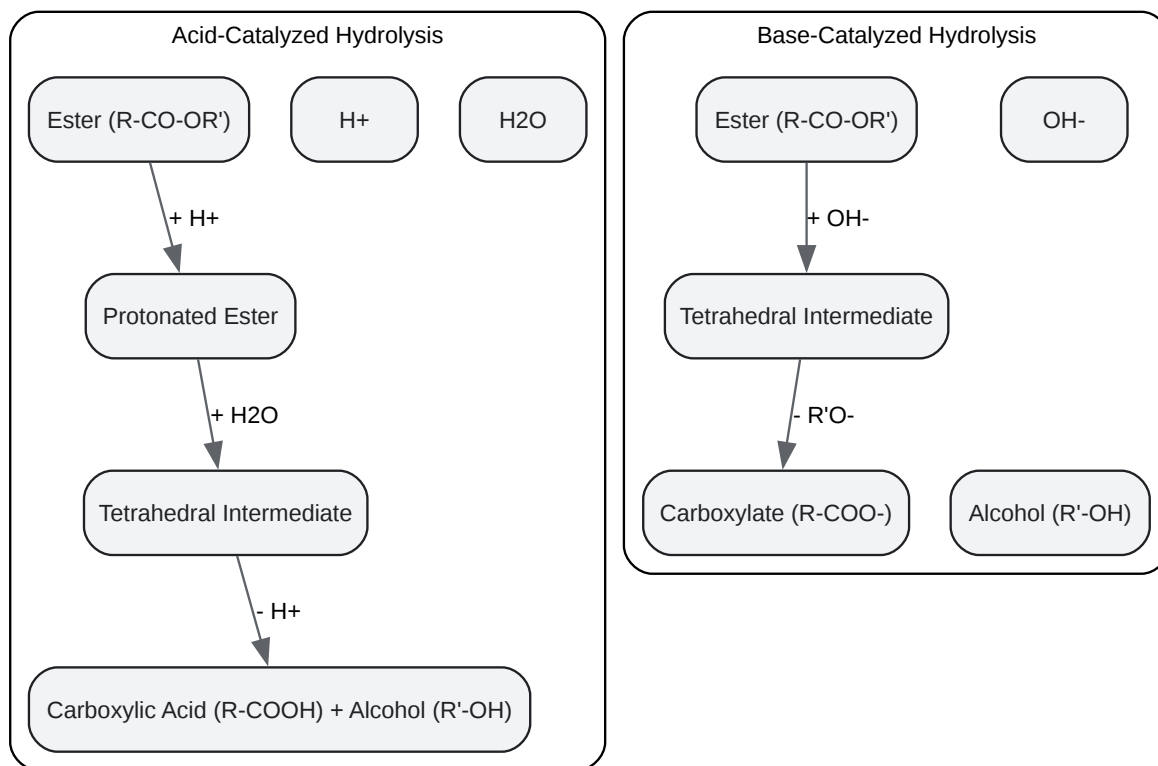 Acid-Catalyzed Hydrolysis
Ester (R-CO-OR')
H+
H2O
+ H+
Protonated Ester
+ H2O
Tetrahedral Intermediate
- H+
Carboxylic Acid (R-COOH) + Alcohol (R'-OH)
Base-Catalyzed Hydrolysis
Ester (R-CO-OR')
OH-
+ OH-
Tetrahedral Intermediate
- R'O-
Carboxylate (R-COO-)
Alcohol (R'-OH)